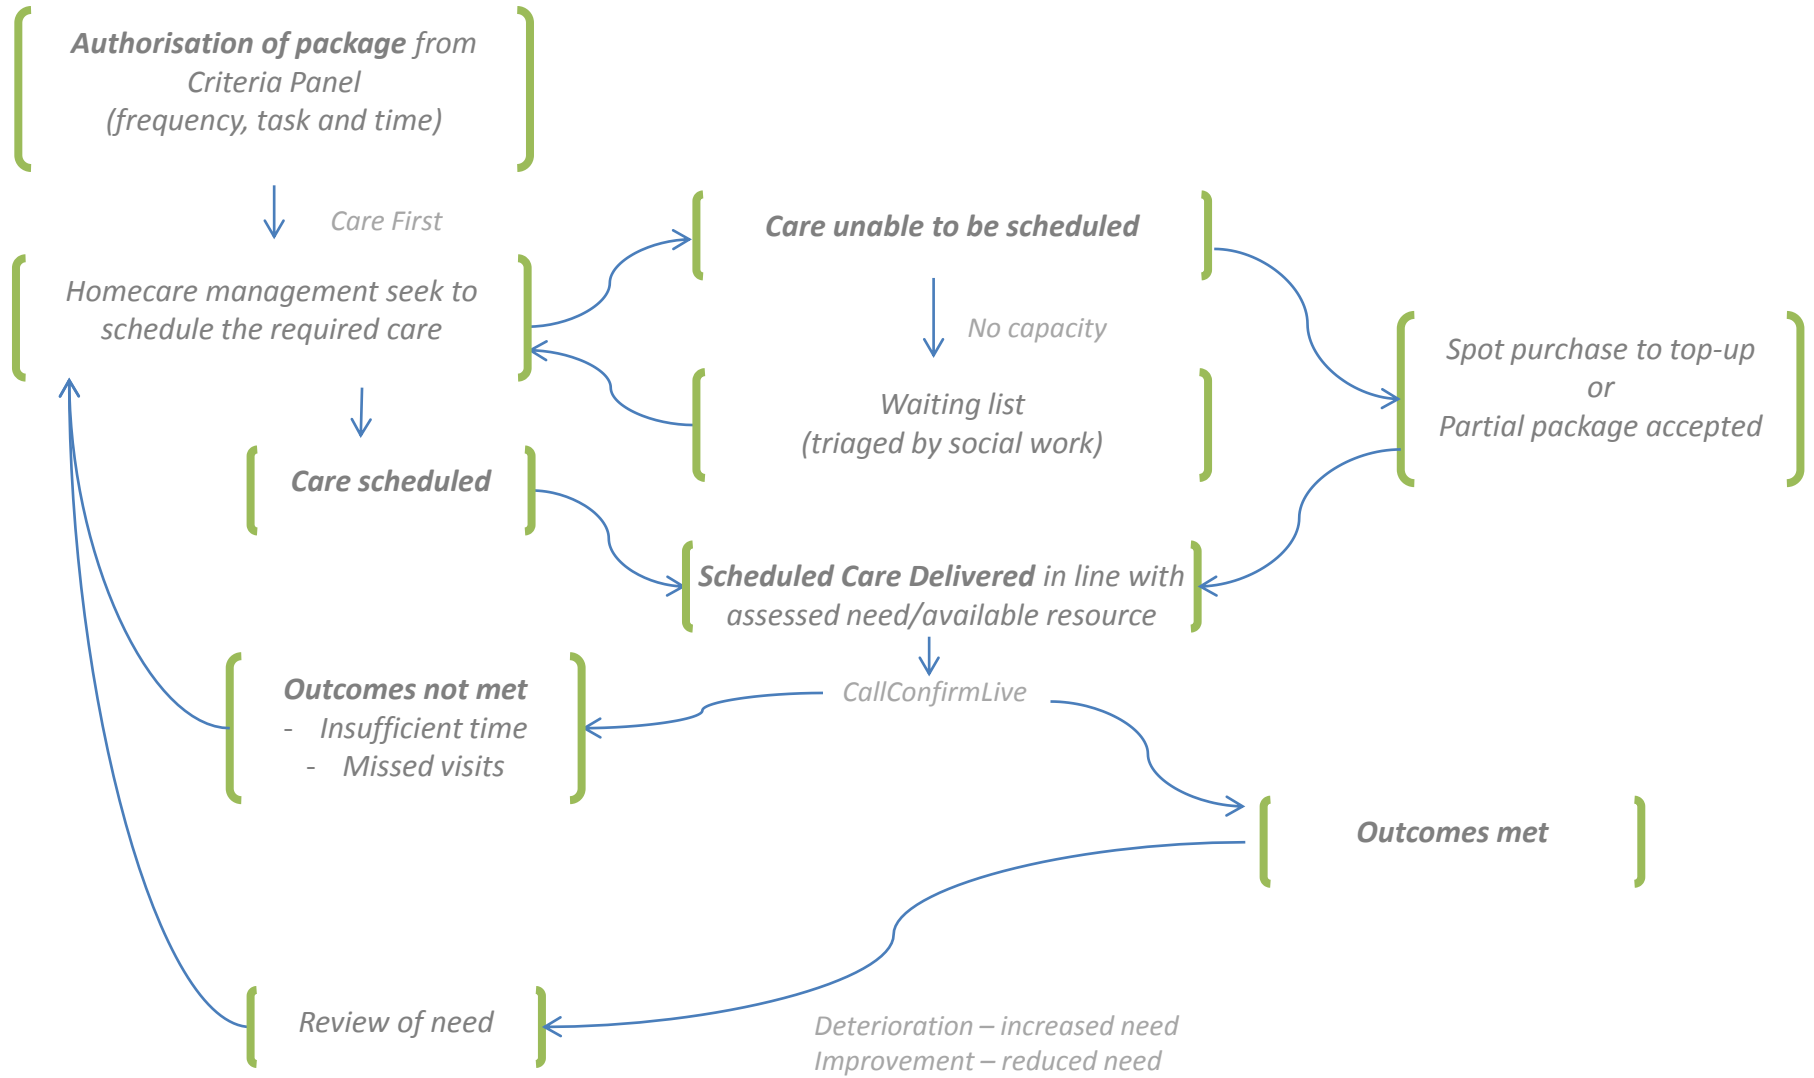 Authorisation of package from
Criteria Panel
(frequency, task and time)
Care First
Homecare management seek to
schedule the required care
Care unable to be scheduled
No capacity
Waiting list
(triaged by social work)
Spot purchase to top-up
or
Partial package accepted
Care scheduled
Scheduled Care Delivered in line with
assessed need/available resource
CallConfirmLive
Outcomes not met
- Insufficient time
- Missed visits
Outcomes met
Review of need
Deterioration – increased need
Improvement – reduced need